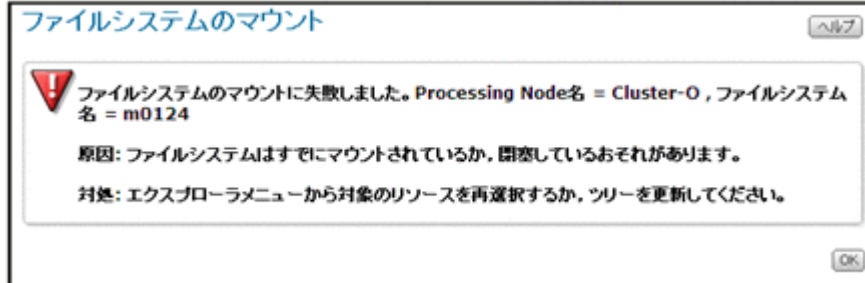 ファイルシステムのマウント
ヘルプ
ファイルシステムのマウントに失敗しました。Processing Node名 = Cluster-O , ファイルシステム
名 = m0124
原因: ファイルシステムはすでにマウントされているか, 閉塞しているおそれがあります。
対処: エクスプローラメニューから対象のリソースを再選択するか, ツリーを更新してください。
OK